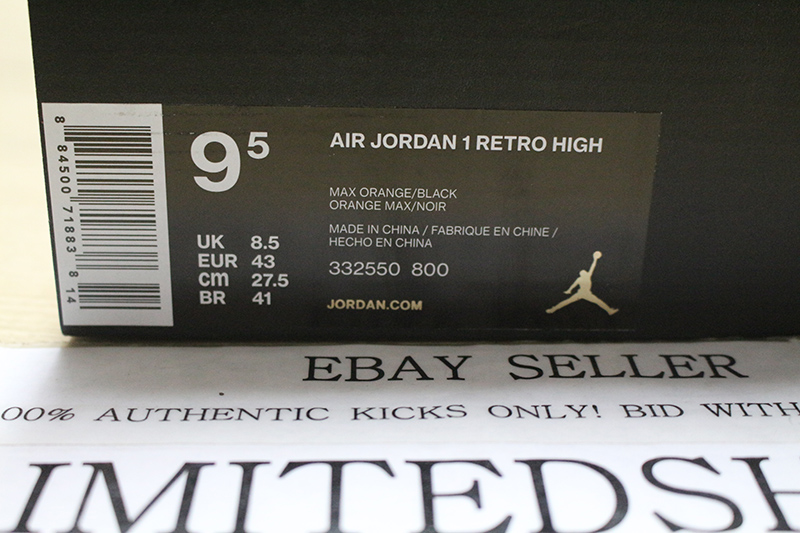 8 84500 71883 8 14
9 5
AIR JORDAN 1 RETRO HIGH
MAX ORANGE/BLACK
ORANGE MAX/NOIR
MADE IN CHINA / FABRIQUE EN CHINE /
HECHO EN CHINA
332550 800
UK 8.5
EUR 43
cm 27.5
BR 41
JORDAN.COM
EBAY SELLER
00% AUTHENTIC KICKS ONLY! BID WITH
IMITEDSH